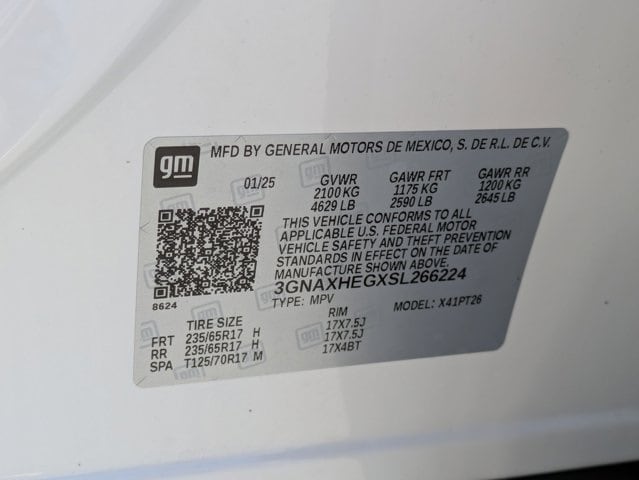 gm MFD BY GENERAL MOTORS DE MEXICO, S. DE R.L. DE C.V.
01/25 GVWR GAWR FRT GAWR RR
2100 KG 1175 KG 1200 KG
4629 LB 2590 LB 2645 LB
THIS VEHICLE CONFORMS TO ALL
APPLICABLE U.S. FEDERAL MOTOR
VEHICLE SAFETY AND THEFT PREVENTION
STANDARDS IN EFFECT ON THE DATE OF
MANUFACTURE SHOWN ABOVE.
3GNAXHEGXSL266224
8624 TYPE: MPV MODEL: X41PT26
TIRE SIZE RIM
FRT 235/65R17 H 17X7.5J
RR 235/65R17 H 17X7.5J
SPA T125/70R17 M 17X4BT